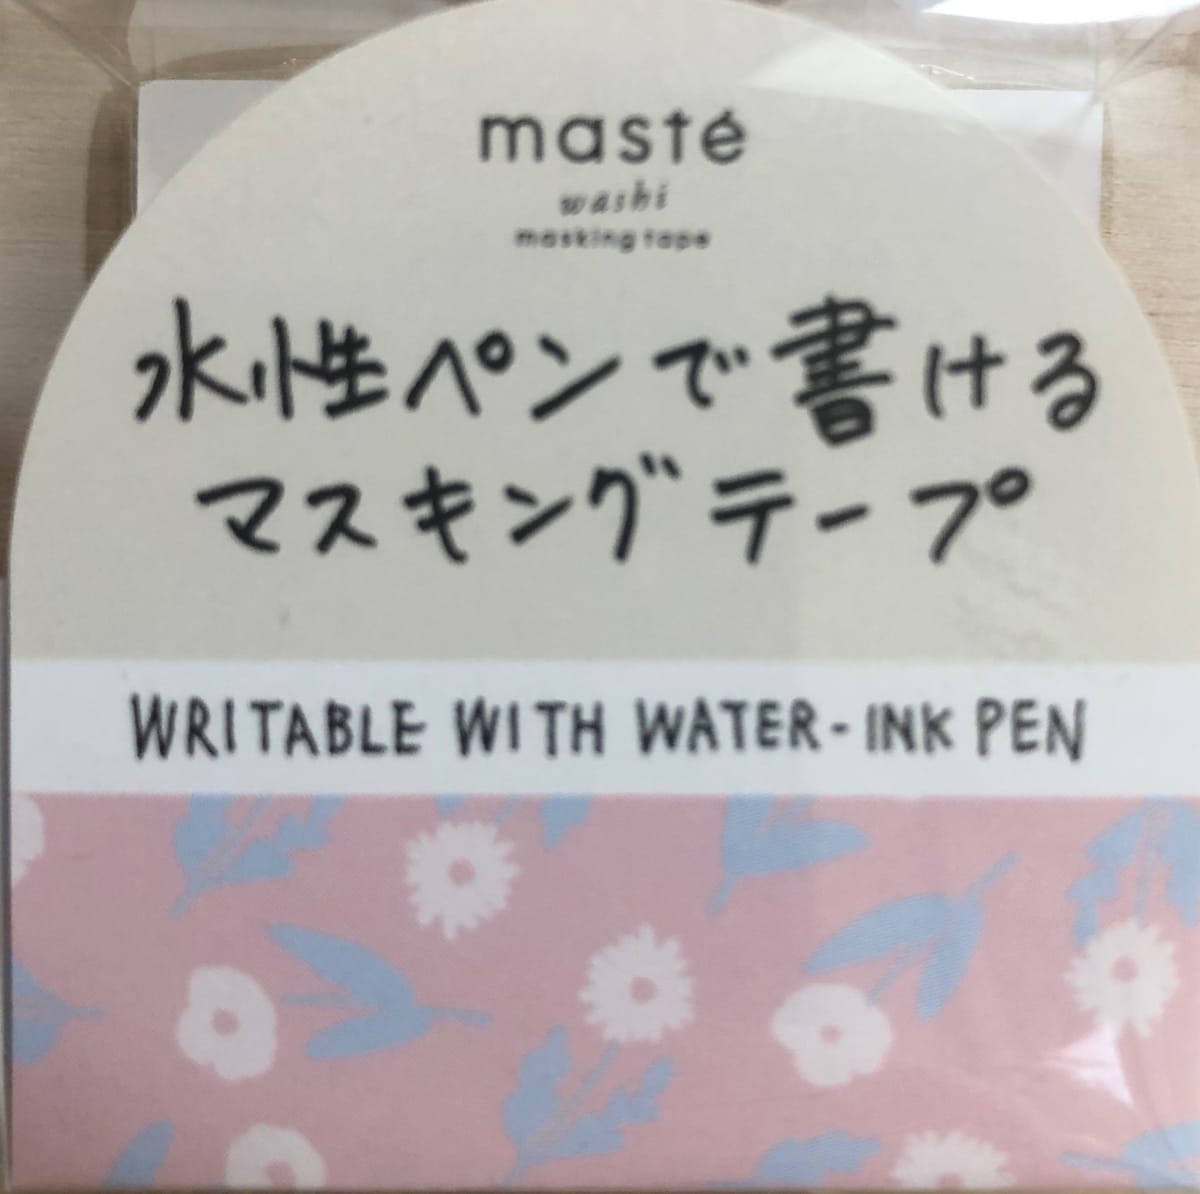 masté
washi
masking tape
水性ペンで書ける
マスキングテープ
WRITABLE WITH WATER-INK PEN